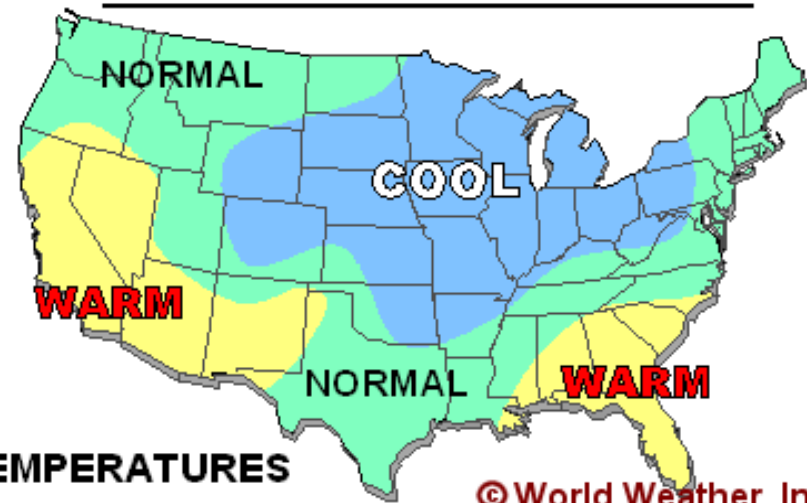 NORMAL
COOL
WARM
NORMAL
WARM
EMPERATURES
© World Weather, In